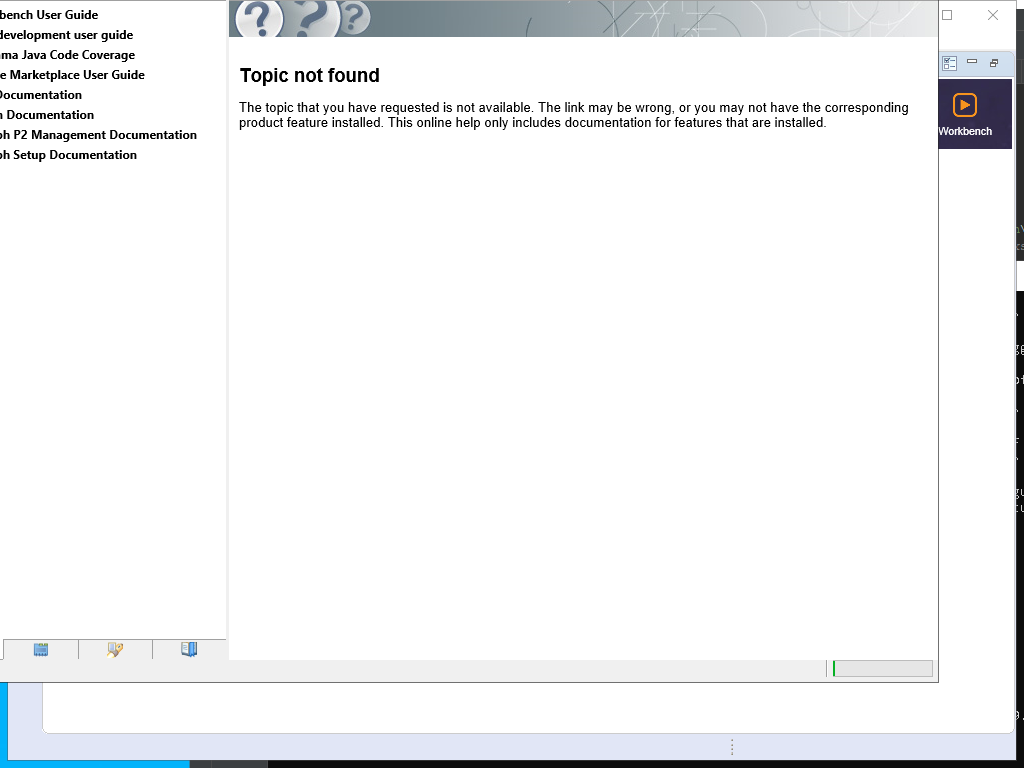 bench User Guide
development user guide
ma Java Code Coverage
e Marketplace User Guide
Documentation
n Documentation
ph P2 Management Documentation
ph Setup Documentation
Topic not found
The topic that you have requested is not available. The link may be wrong, or you may not have the corresponding
product feature installed. This online help only includes documentation for features that are installed.
Workbench